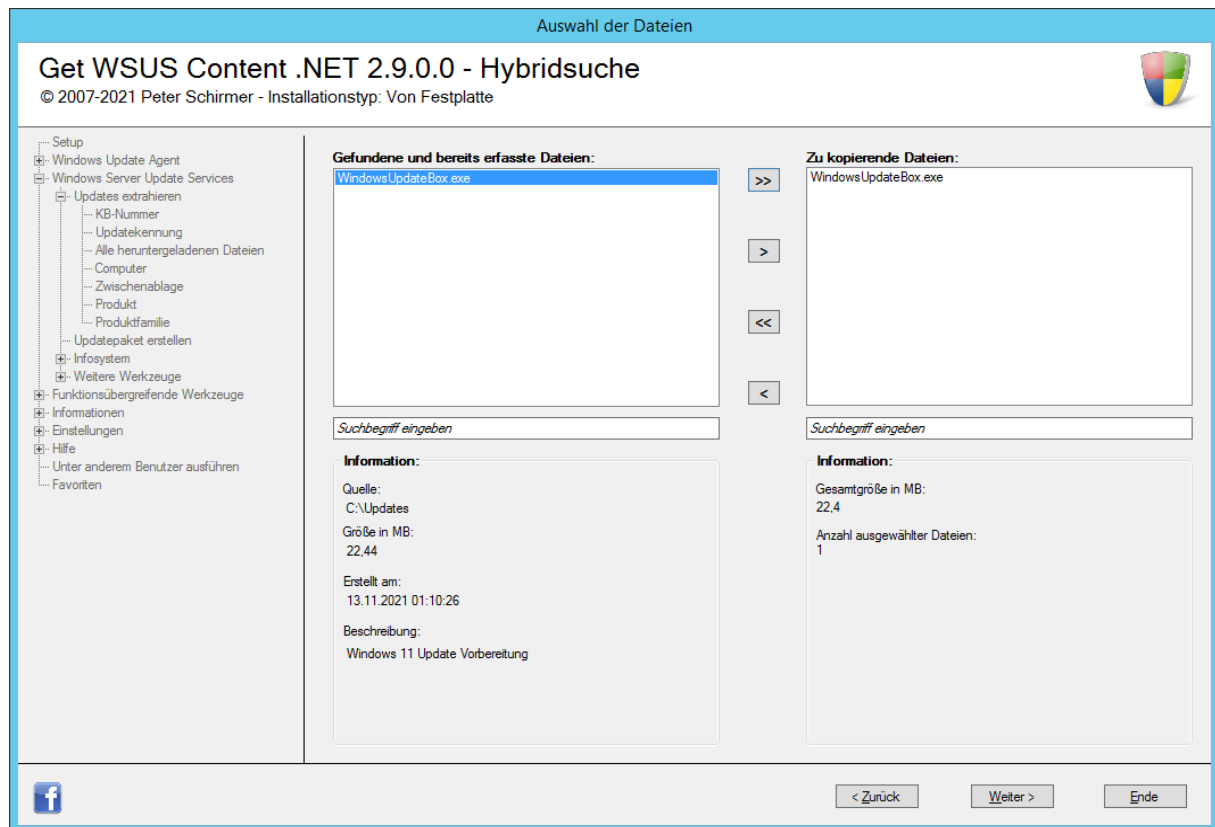 Auswahl der Dateien
Get WSUS Content .NET 2.9.0.0 - Hybridsuche
© 2007-2021 Peter Schirmer - Installationstyp: Von Festplatte
Setup
Windows Update Agent
Windows Server Update Services
Updates extrahieren
KB-Nummer
Updatekennung
Alle heruntergeladenen Dateien
Computer
Zwischenablage
Produkt
Produktfamilie
Updatepaket erstellen
Infosystem
Weitere Werkzeuge
Funktionsübergreifende Werkzeuge
Informationen
Einstellungen
Hilfe
Unter anderem Benutzer ausführen
Favoriten
Gefundene und bereits erfasste Dateien:
WindowsUpdateBox.exe
Suchbegriff eingeben
Information:
Quelle:
C:\Updates
Größe in MB:
22,44
Erstellt am:
13.11.2021 01:10:26
Beschreibung:
Windows 11 Update Vorbereitung
>>
>
<<
<
Zu kopierende Dateien:
WindowsUpdateBox.exe
Suchbegriff eingeben
Information:
Gesamtgröße in MB:
22,4
Anzahl ausgewählter Dateien:
1
f
< Zurück
Weiter >
Ende